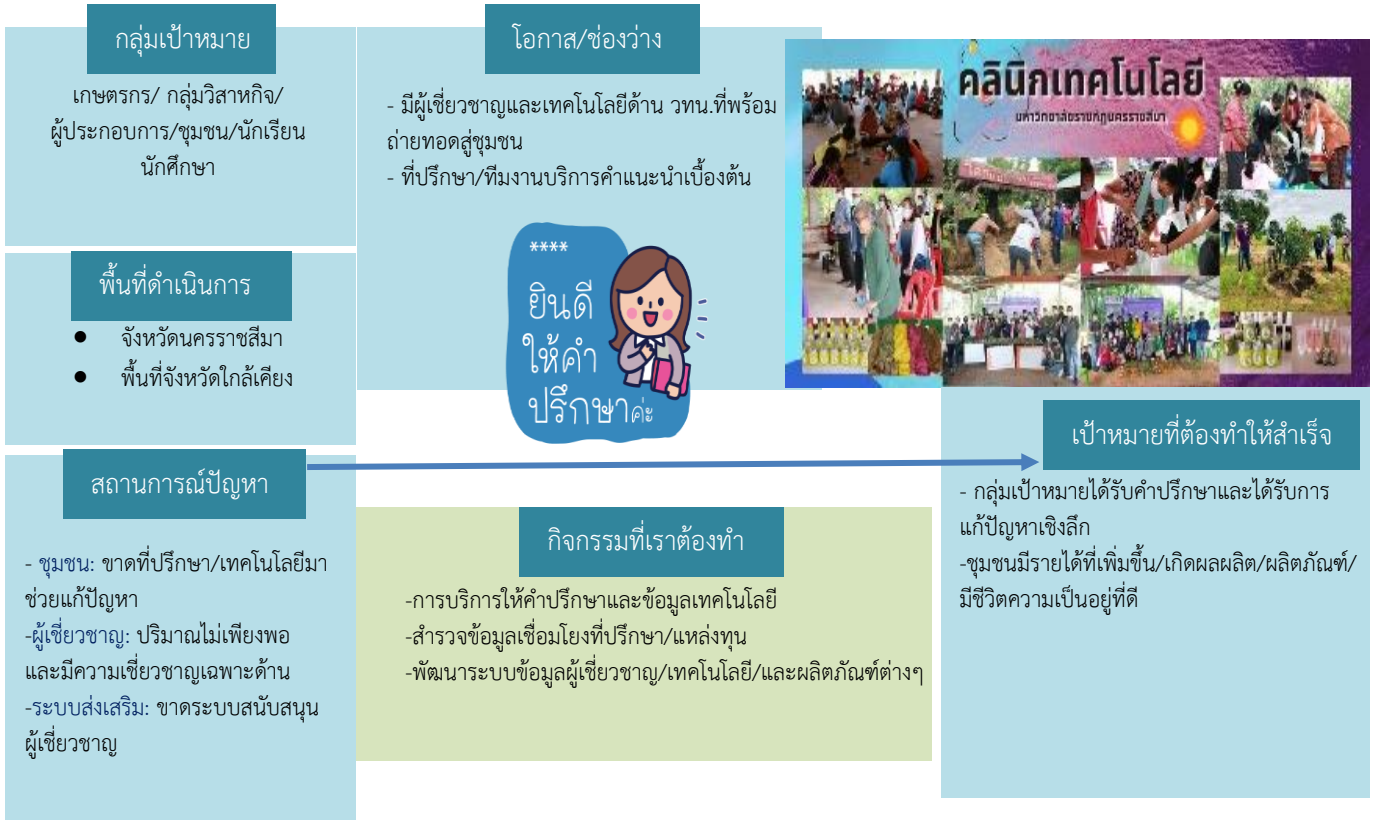 กลุ่มเป้าหมาย
เกษตรกร/ กลุ่มวิสาหกิจ/
ผู้ประกอบการ/ชุมชน/นักเรียน
นักศึกษา
โอกาส/ช่องว่าง
- มีผู้เชี่ยวชาญและเทคโนโลยีด้าน วทน.ที่พร้อม
ถ่ายทอดสู่ชุมชน
- ที่ปรึกษา/ทีมงานบริการคำแนะนำเบื้องต้น
****
ยินดี
ให้คำ
ปรึกษาค่ะ
คลินิกเทคโนโลยี
มหาวิทยาลัยราชภัฏนครราชสีมา
พื้นที่ดำเนินการ
● จังหวัดนครราชสีมา
● พื้นที่จังหวัดใกล้เคียง
สถานการณ์ปัญหา
- ชุมชน: ขาดที่ปรึกษา/เทคโนโลยีมา
ช่วยแก้ปัญหา
-ผู้เชี่ยวชาญ: ปริมาณไม่เพียงพอ
และมีความเชี่ยวชาญเฉพาะด้าน
-ระบบส่งเสริม: ขาดระบบสนับสนุน
ผู้เชี่ยวชาญ
กิจกรรมที่เราต้องทำ
-การบริการให้คำปรึกษาและข้อมูลเทคโนโลยี
-สำรวจข้อมูลเชื่อมโยงที่ปรึกษา/แหล่งทุน
-พัฒนาระบบข้อมูลผู้เชี่ยวชาญ/เทคโนโลยี/และผลิตภัณฑ์ต่างๆ
เป้าหมายที่ต้องทำให้สำเร็จ
- กลุ่มเป้าหมายได้รับคำปรึกษาและได้รับการ
แก้ปัญหาเชิงลึก
-ชุมชนมีรายได้ที่เพิ่มขึ้น/เกิดผลผลิต/ผลิตภัณฑ์/
มีชีวิตความเป็นอยู่ที่ดี